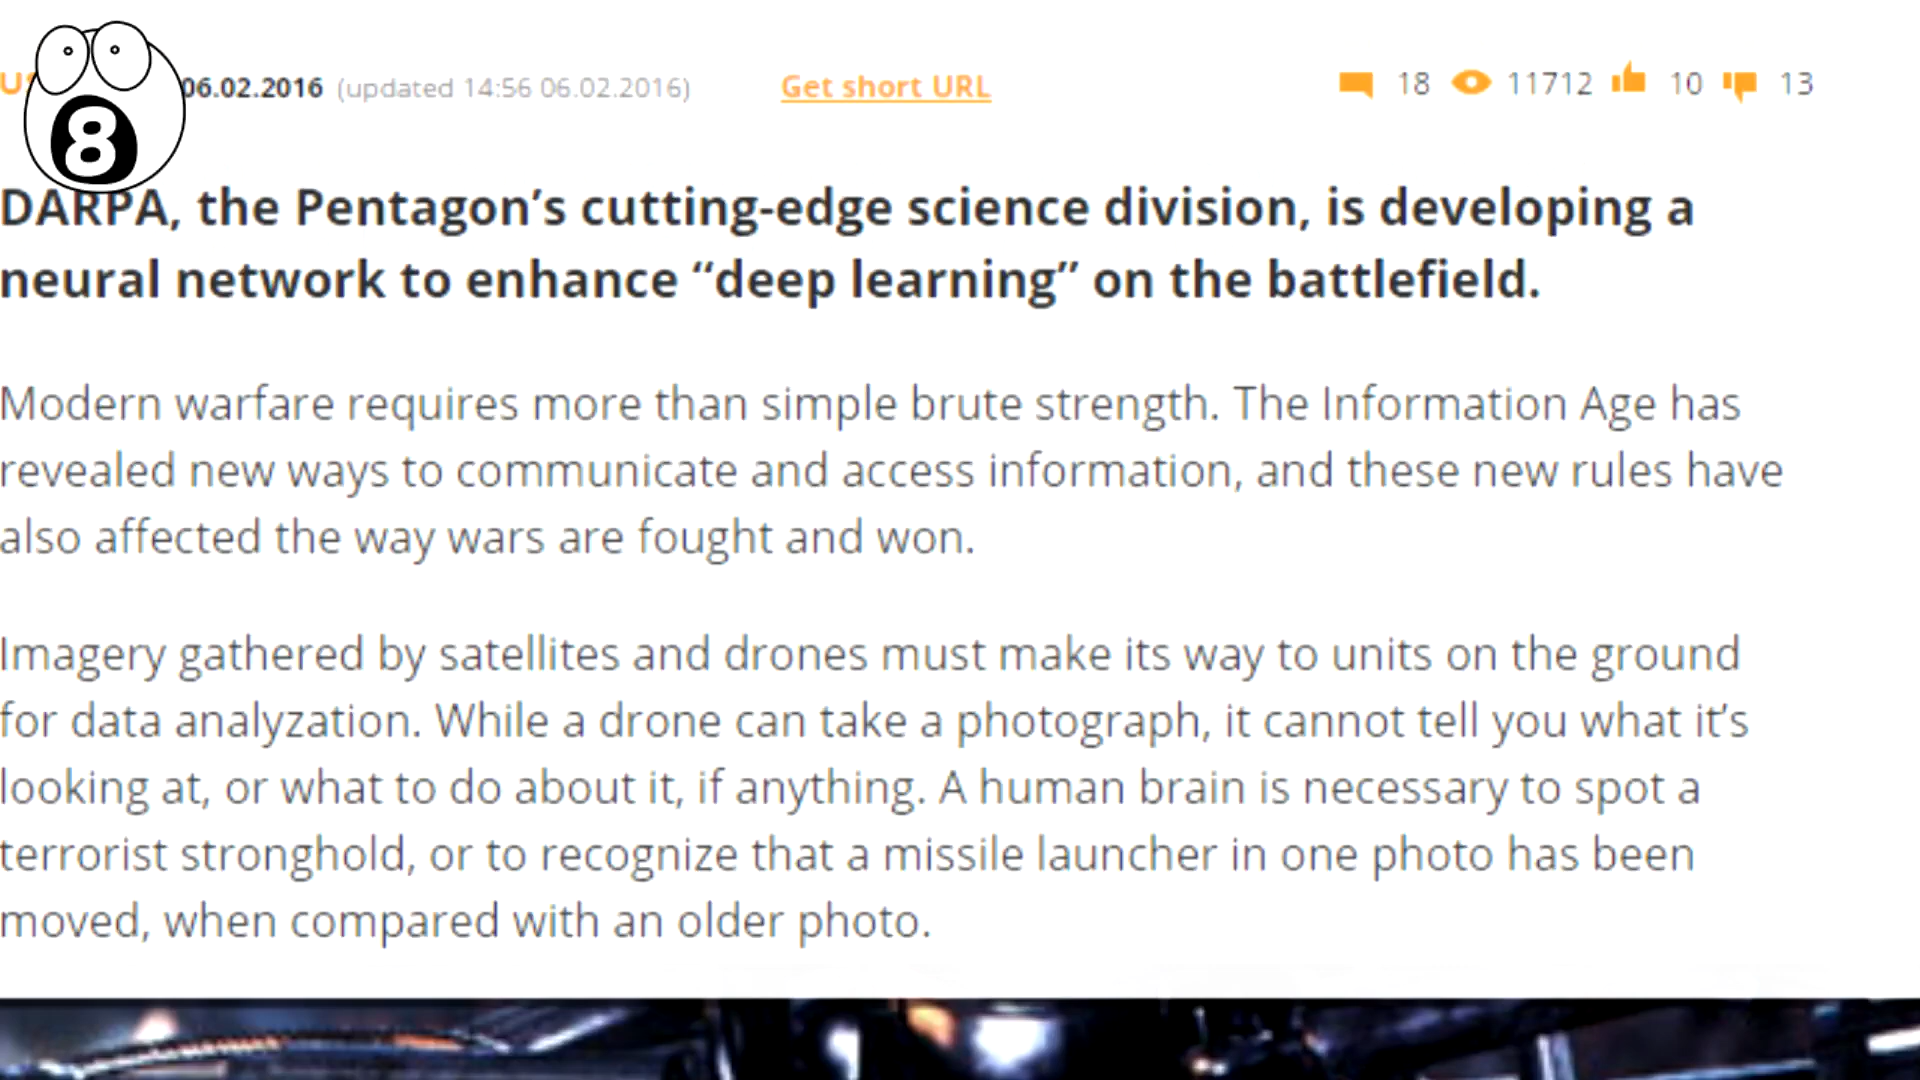 8
06.02.2016 (updated 14:56 06.02.2016) Get short URL 18 11712 10 13
DARPA, the Pentagon’s cutting-edge science division, is developing a
neural network to enhance “deep learning” on the battlefield.
Modern warfare requires more than simple brute strength. The Information Age has
revealed new ways to communicate and access information, and these new rules have
also affected the way wars are fought and won.
Imagery gathered by satellites and drones must make its way to units on the ground
for data analyzation. While a drone can take a photograph, it cannot tell you what it’s
looking at, or what to do about it, if anything. A human brain is necessary to spot a
terrorist stronghold, or to recognize that a missile launcher in one photo has been
moved, when compared with an older photo.